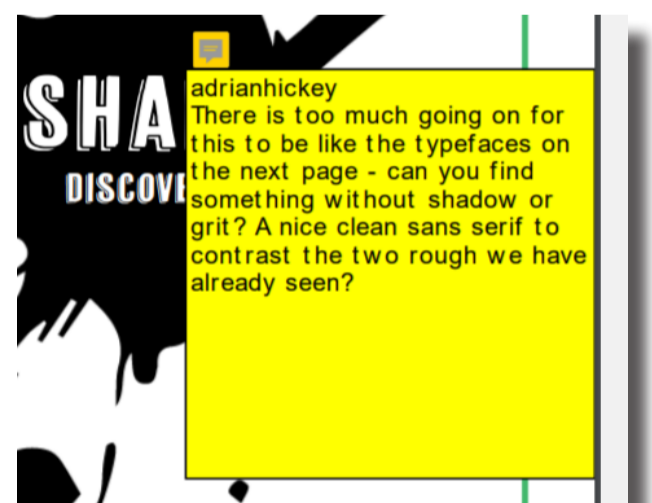 SHA
DISCOVE
adrianhickey
There is too much going on for
this to be like the typefaces on
the next page - can you find
something without shadow or
grit? A nice clean sans serif to
contrast the two rough we have
already seen?